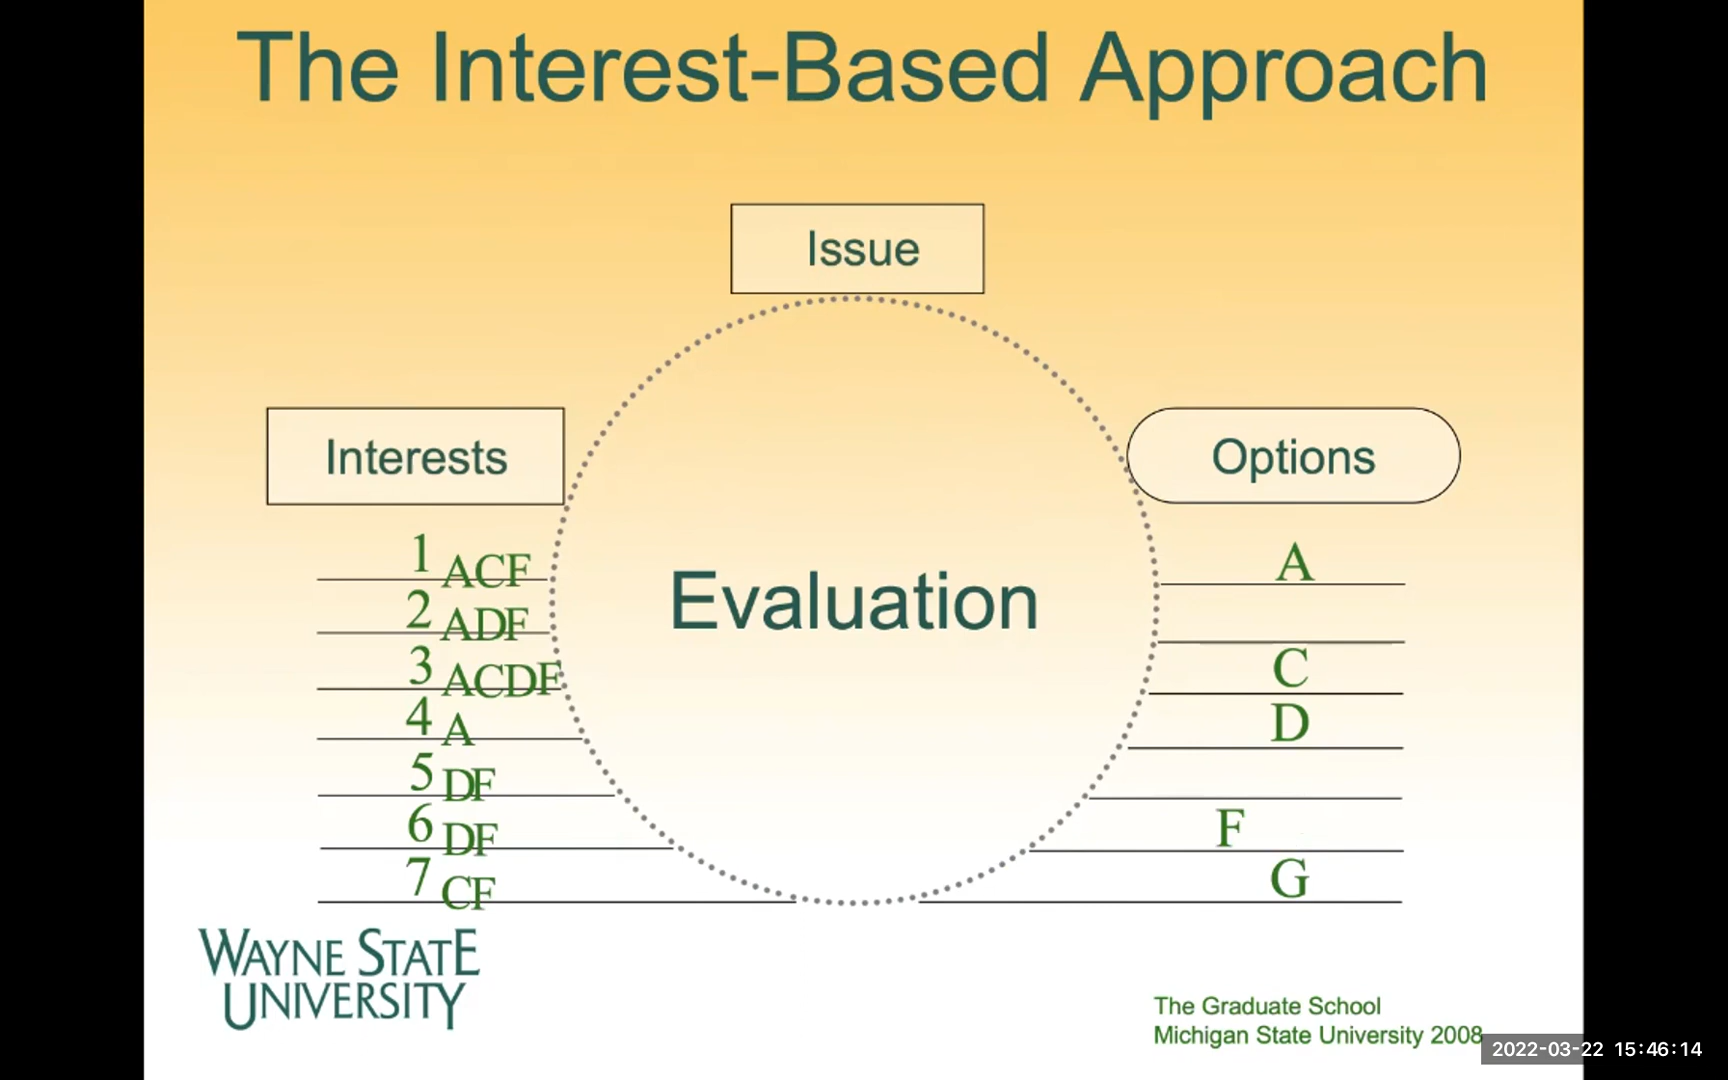 The Interest-Based Approach
Issue
Interests
Options
Evaluation
1 ACF
2 ADF
3 ACDF
4 A
5 DF
6 DF
7 CF
A
C
D
F
G
WAYNE STATE
UNIVERSITY
The Graduate School
Michigan State University 2008
2022-03-22 15:46:14